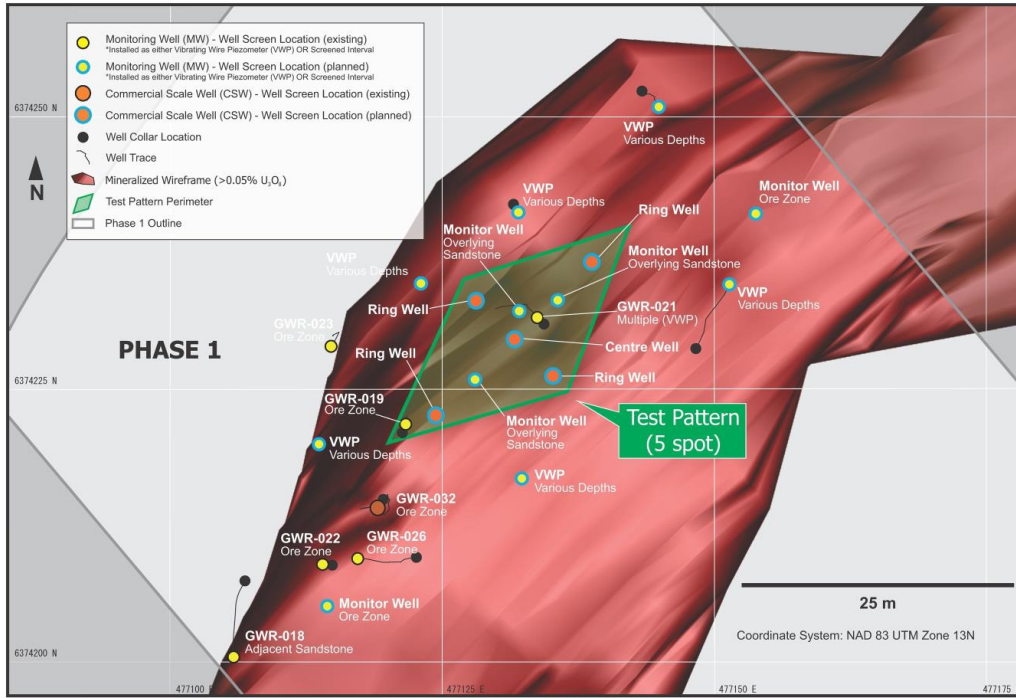 Monitoring Well (MW) - Well Screen Location (existing)
*Installed as either Vibrating Wire Piezometer (VWP) OR Screened Interval
Monitoring Well (MW) - Well Screen Location (planned)
*Installed as either Vibrating Wire Piezometer (VWP) OR Screened Interval
Commercial Scale Well (CSW) - Well Screen Location (existing)
Commercial Scale Well (CSW) - Well Screen Location (planned)
Well Collar Location
Well Trace
Mineralized Wireframe (>0.05% U₃O₈)
Test Pattern Perimeter
Phase 1 Outline
6374250 N
N
VWP
Various Depths
VWP
Various Depths
Monitor Well
Ore Zone
Ring Well
Monitor Well
Overlying
Sandstone
Monitor Well
Overlying Sandstone
VWP
Various Depths
VWP
Various Depths
Ring Well
GWR-021
Multiple (VWP)
GWR-023
Ore Zone
PHASE 1
Centre Well
Ring Well
Ring Well
6374225 N
GWR-019
Ore Zone
Test Pattern
(5 spot)
Monitor Well
Overlying
Sandstone
VWP
Various Depths
VWP
Various Depths
GWR-032
Ore Zone
GWR-022
Ore Zone
GWR-026
Ore Zone
Monitor Well
Ore Zone
25 m
Coordinate System: NAD 83 UTM Zone 13N
GWR-018
Adjacent Sandstone
6374200 N
477100 E
477125 E
477150 E
477175